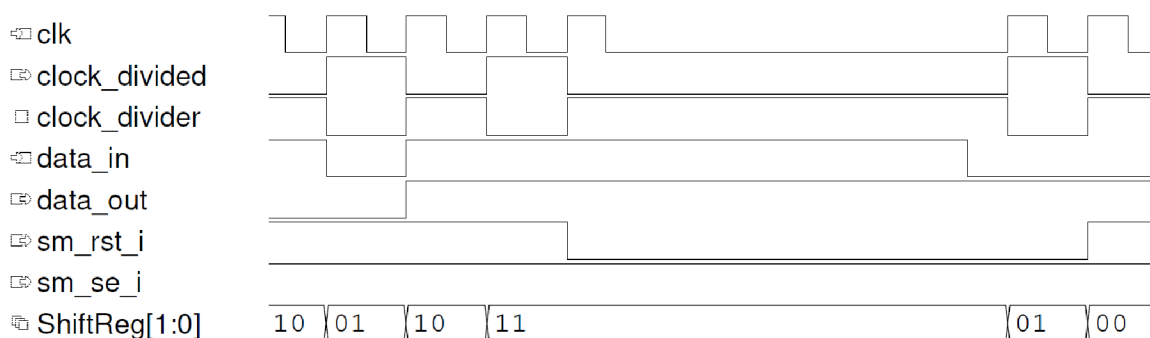 clk
clock_divided
clock_divider
data_in
data_out
sm_rst_i
sm_se_i
ShiftReg[1:0] 10 01 10 11 01 00